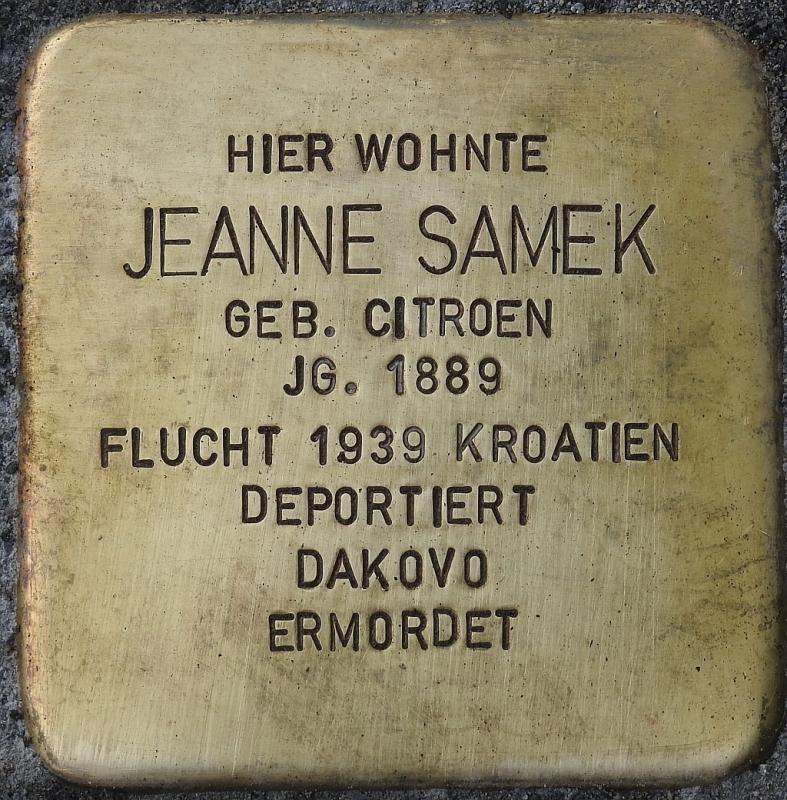 HIER WOHNTE
JEANNE SAMEK
GEB. CITROEN
JG. 1889
FLUCHT 1939 KROATIEN
DEPORTIERT
DAKOVO
ERMORDET